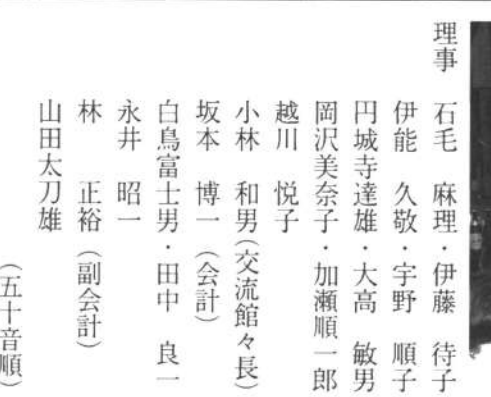 理事　石毛　麻理・伊藤　待子
伊能　久敬・宇野　順子
円城寺達雄・大高　敏男
岡沢美奈子・加瀬順一郎
越川　悦子
小林　和男(交流館々長)
坂本　博一(会計)
白鳥富士男・田中　良一
永井　昭一
林　　正裕(副会計)
山田太刀雄
(五十音順)